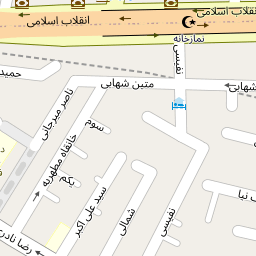 انقلاب اسلامی
انقلاب اسلامی
نمازخانه
نفیسی
حمید
ناصر میرجانی
متین شهابی
شهابی
سوم
خانقاه مطهریه
یکم
سید علی اکبر
شمالی
نفیسی
ف نیا
رضا نادری